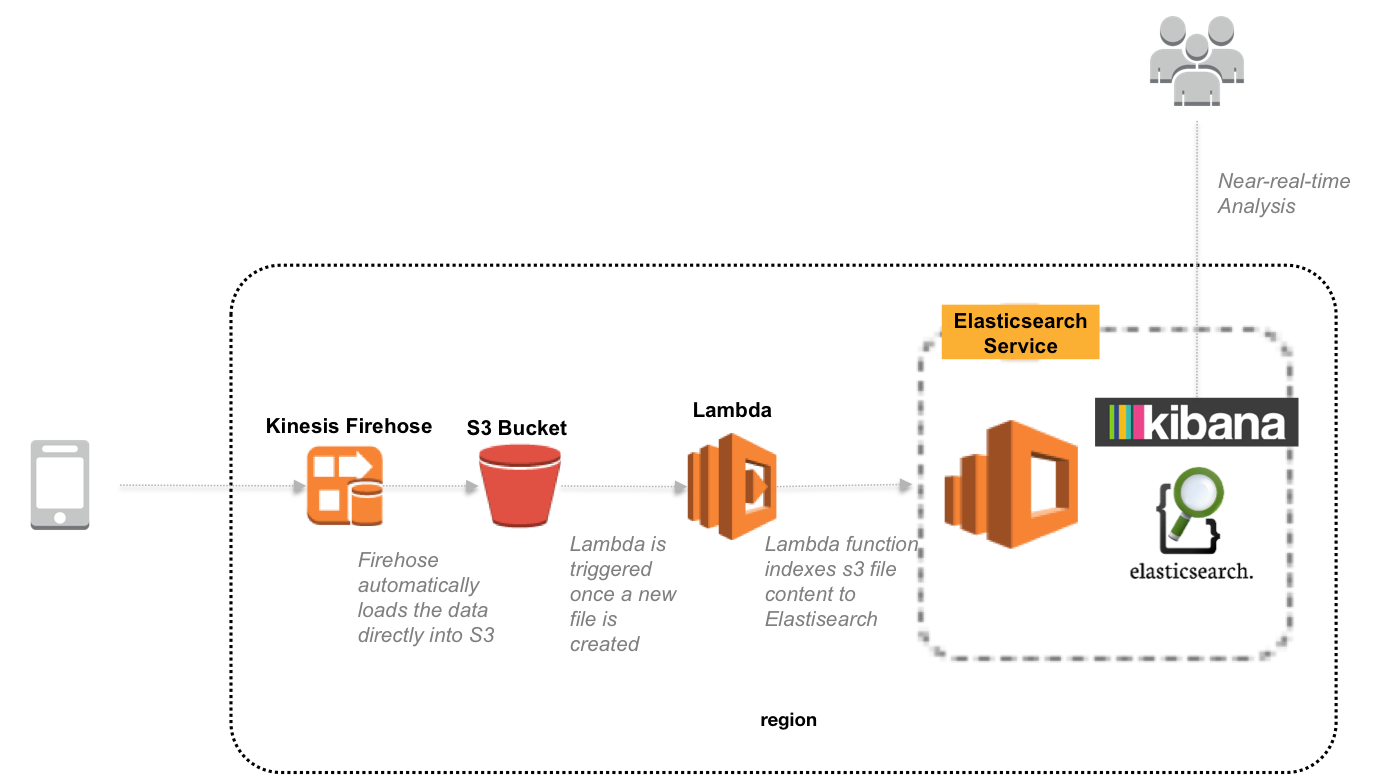 Near-real-time
Analysis
Elasticsearch
Service
Kinesis Firehose
S3 Bucket
Lambda
kibana
elasticsearch.
Firehose
automatically
loads the data
directly into S3
Lambda is
triggered
once a new
file is
created
Lambda function
indexes s3 file
content to
Elastisearch
region